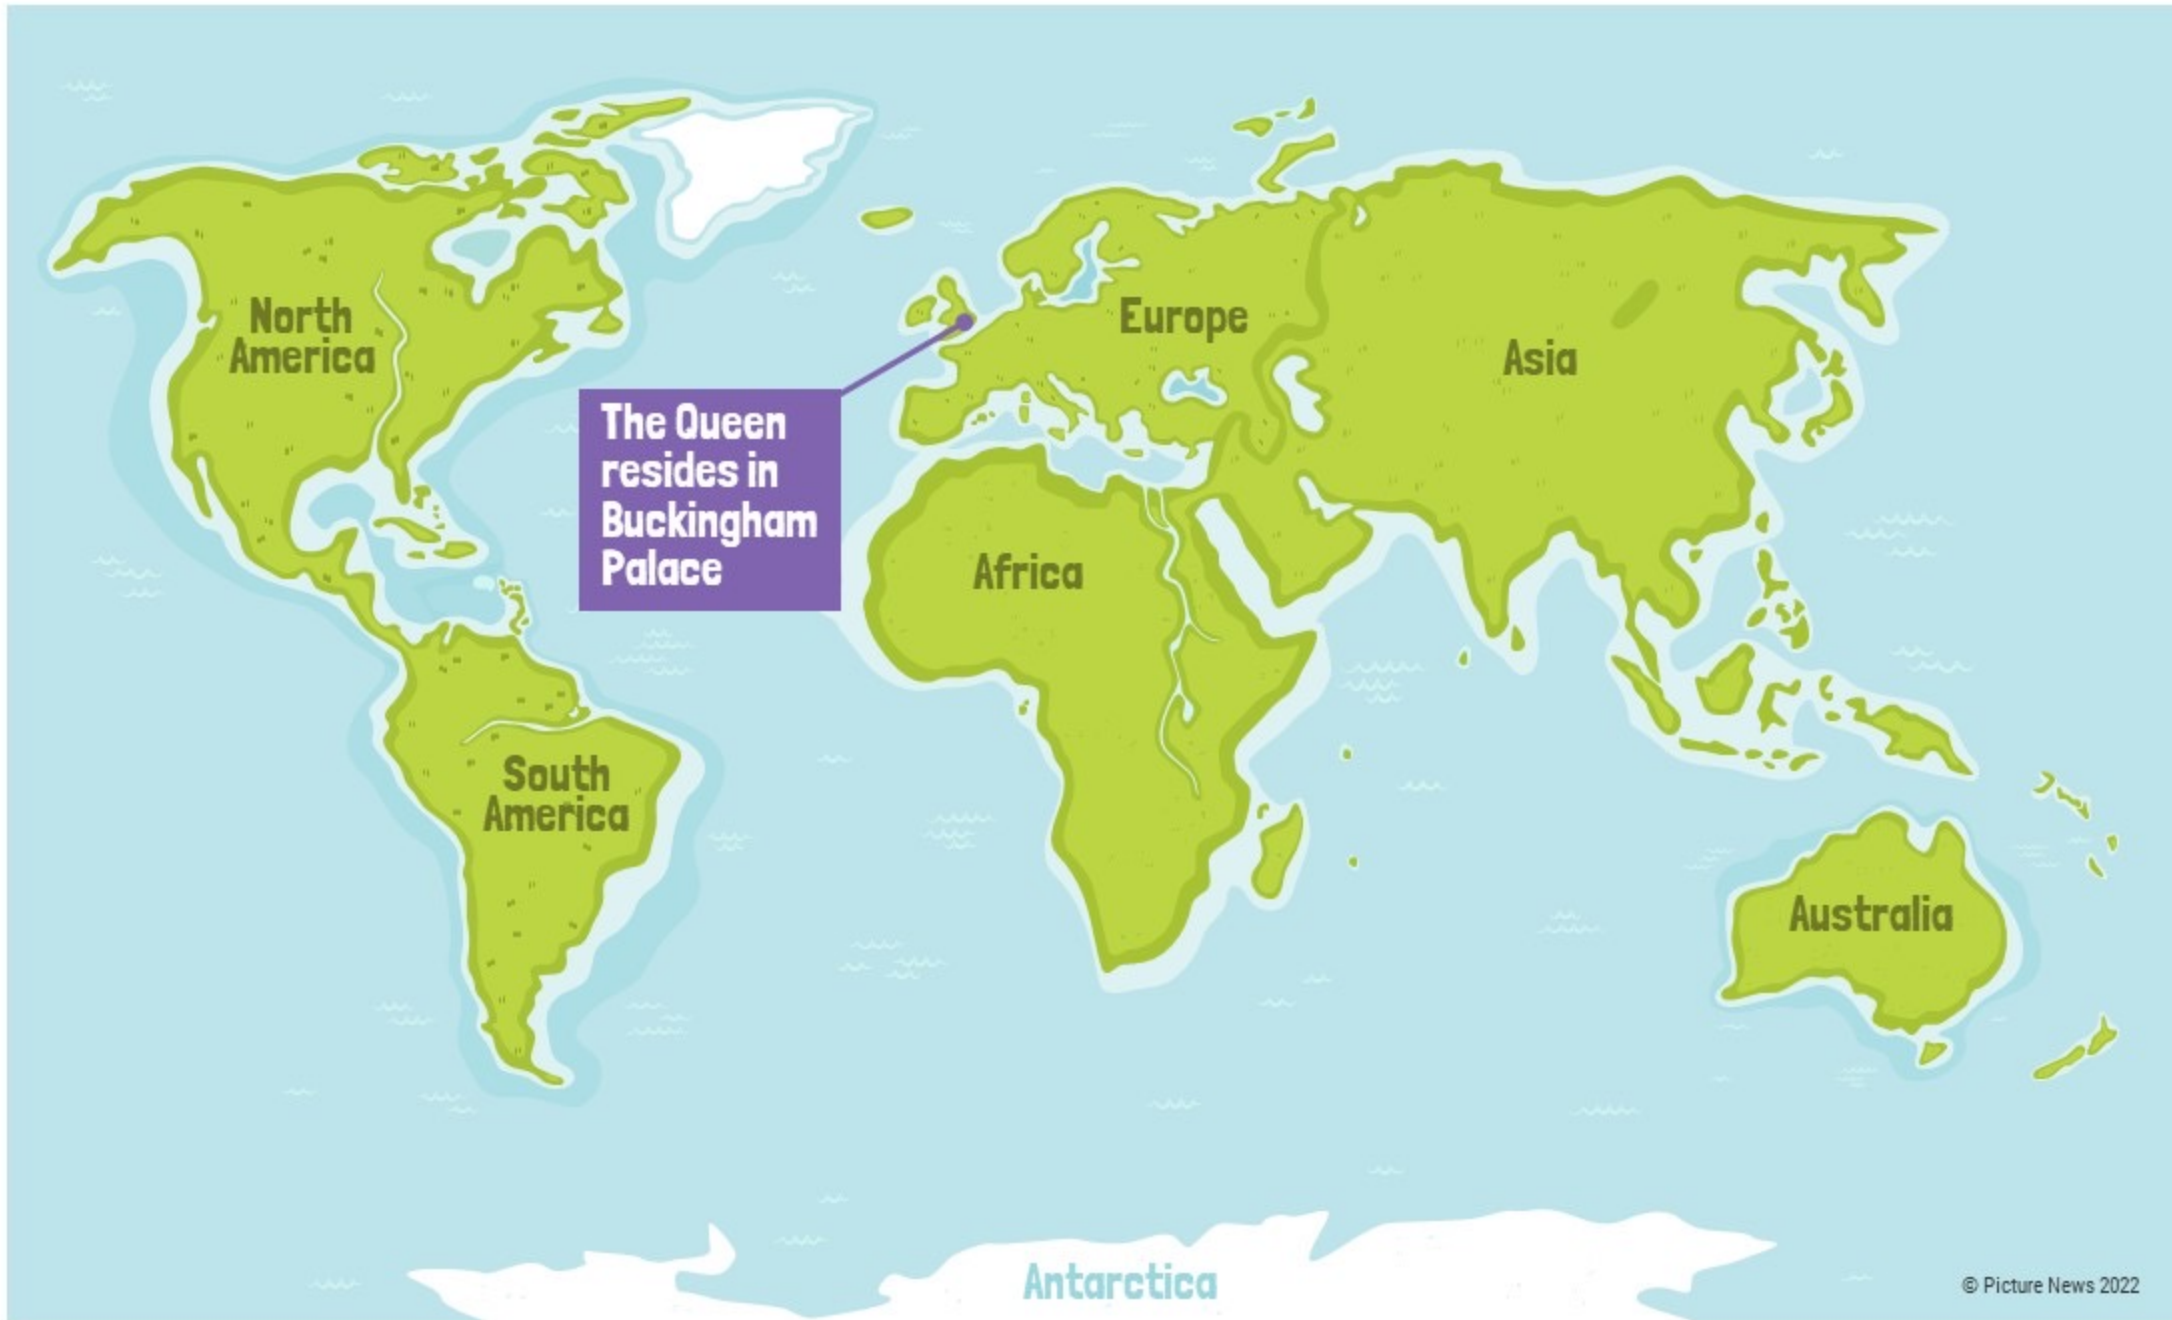 North
America
Europe
Asia
The Queen
resides in
Buckingham
Palace
Africa
South
America
Australia
Antarctica
© Picture News 2022